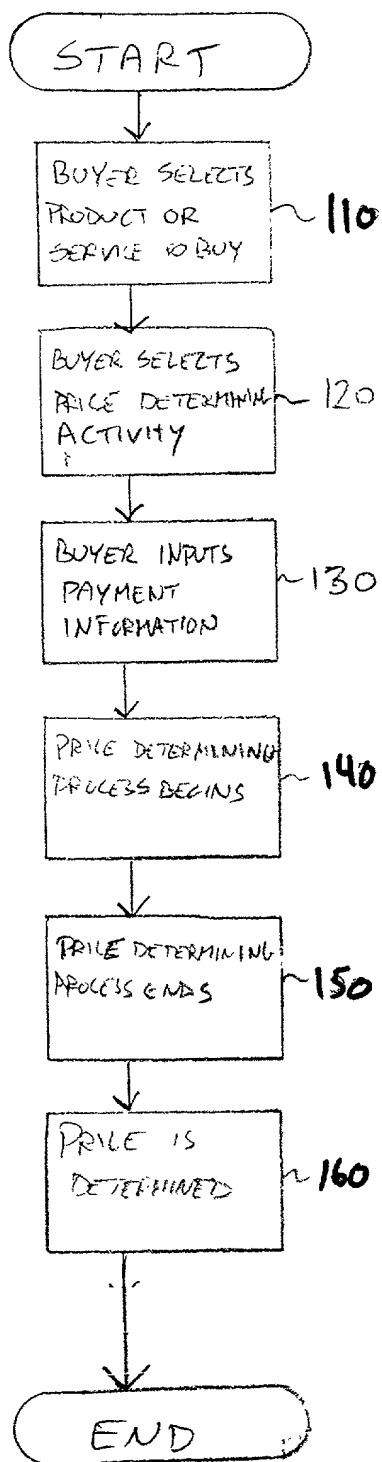 START
BUYER SELECTS
PRODUCT OR
SERVICE TO BUY
110
BUYER SELECTS
PRICE DETERMINING
ACTIVITY
120
BUYER INPUTS
PAYMENT
INFORMATION
130
PRICE DETERMINING
PROCESS BEGINS
140
PRICE DETERMINING
PROCESS ENDS
150
PRICE IS
DETERMINED
160
END